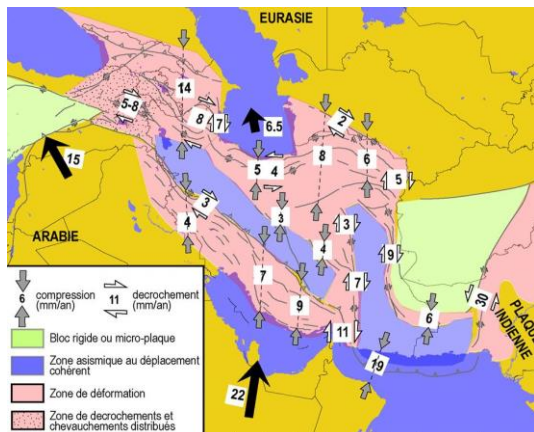 EURASIE
14
5-8
8
7
6.5
2
8
6
5
5
4
15
3
3
3
4
4
9
ARABIE
7
7
9
6
30
PLAQUE
INDIENNE
11
19
22
6 compression (mm/an)
11 decrochement (mm/an)
Bloc rigide ou micro-plaque
Zone asismique au déplacement
cohérent
Zone de déformation
Zone de decrochements et
chevauchements distribués